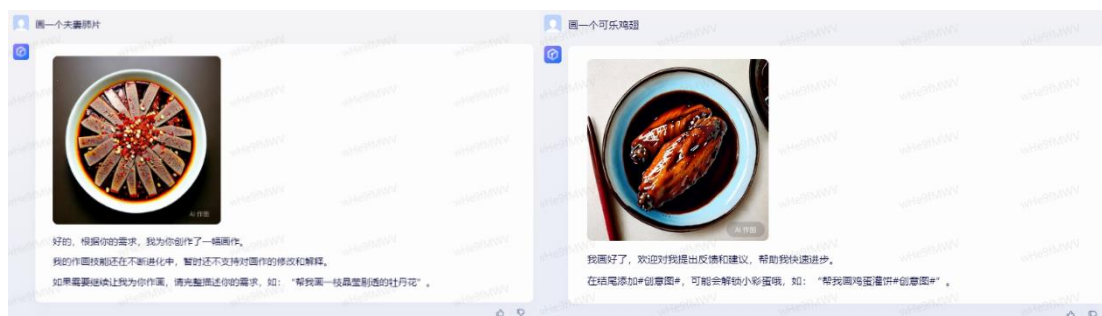 画一个夫妻肺片
AI 作图
好的，根据你的需求，我为你创作了一幅画作。
我的作画技能还在不断进化中，暂时还不支持对画作的修改和解释。
如果需要继续让我为你作画，请完整描述你的需求，如：“帮我画一枝晶莹剔透的牡丹花”。
画一个可乐鸡翅
AI 作图
我画好了，欢迎对我提出反馈和建议，帮助我快速进步。
在结尾添加#创意图#，可能会解锁小彩蛋哦，如：“帮我画鸡蛋灌饼#创意图#”。